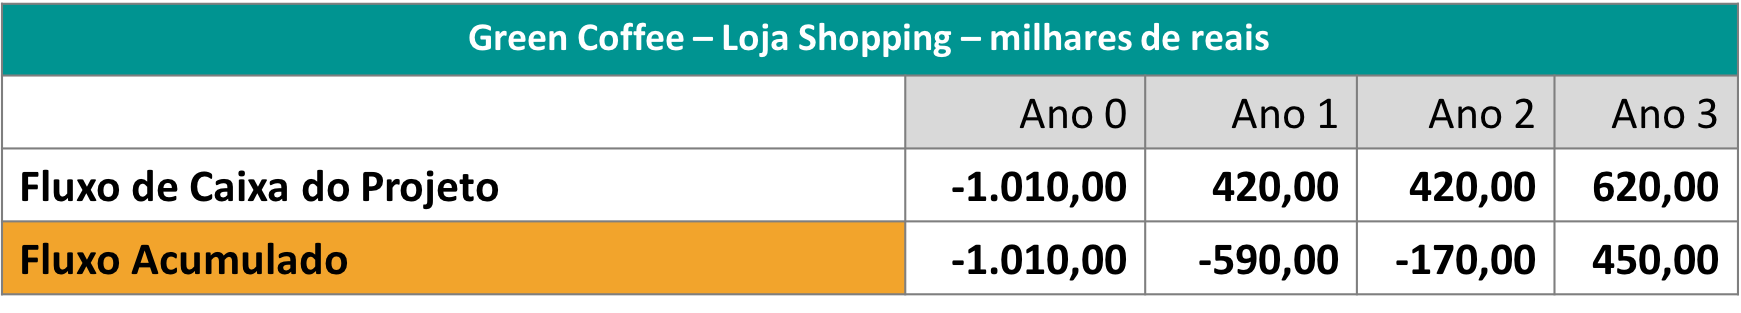 Green Coffee – Loja Shopping – milhares de reais
Ano 0 Ano 1 Ano 2 Ano 3
Fluxo de Caixa do Projeto -1.010,00 420,00 420,00 620,00
Fluxo Acumulado -1.010,00 -590,00 -170,00 450,00